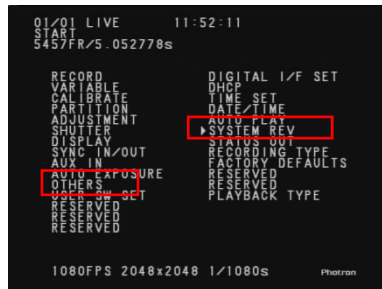 01/01 LIVE 11:52:11
START
5457FR/5.052778s
RECORD
VARIABLE
CALIBRATE
PARTITION
ADJUSTMENT
SHUTTER
DISPLAY
SYNC IN/OUT
AUX IN
AUTO EXPOSURE
OTHERS
USER SW SET
RESERVED
RESERVED
RESERVED
DIGITAL I/F SET
DHCP
TIME SET
DATE/TIME
AUTO PLAY
▶SYSTEM REV
STATUS OUT
RECORDING TYPE
FACTORY DEFAULTS
RESERVED
RESERVED
PLAYBACK TYPE
1080FPS 2048x2048 1/1080s Photron